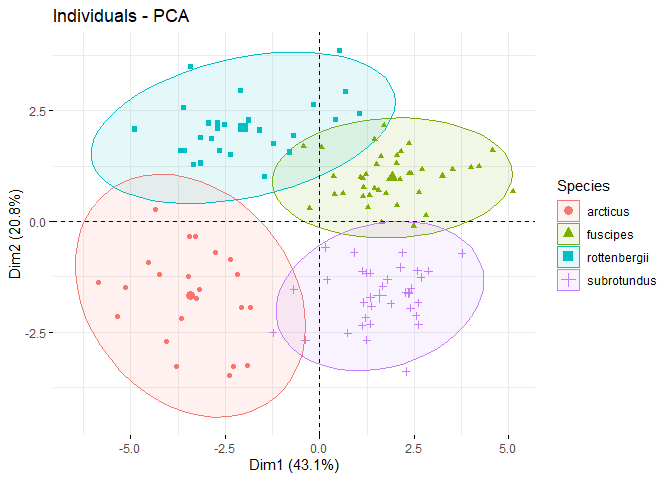 Individuals - PCA
Dim2 (20.8%)
2.5
0.0
-2.5
-5.0
-2.5
0.0
2.5
5.0
Dim1 (43.1%)
Species
arcticus
fuscipes
rottenbergii
subrotundus